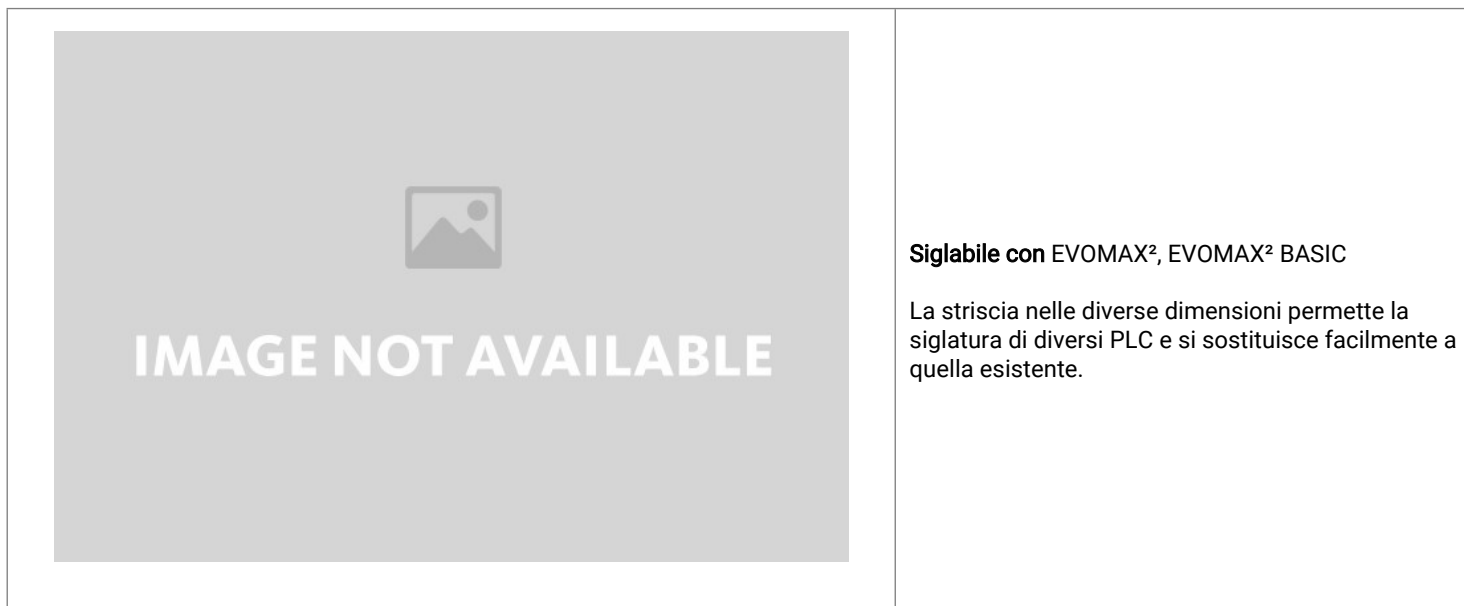 IMAGE NOT AVAILABLE
Siglabile con EVOMAX², EVOMAX² BASIC
La striscia nelle diverse dimensioni permette la
siglatura di diversi PLC e si sostituisce facilmente a
quella esistente.